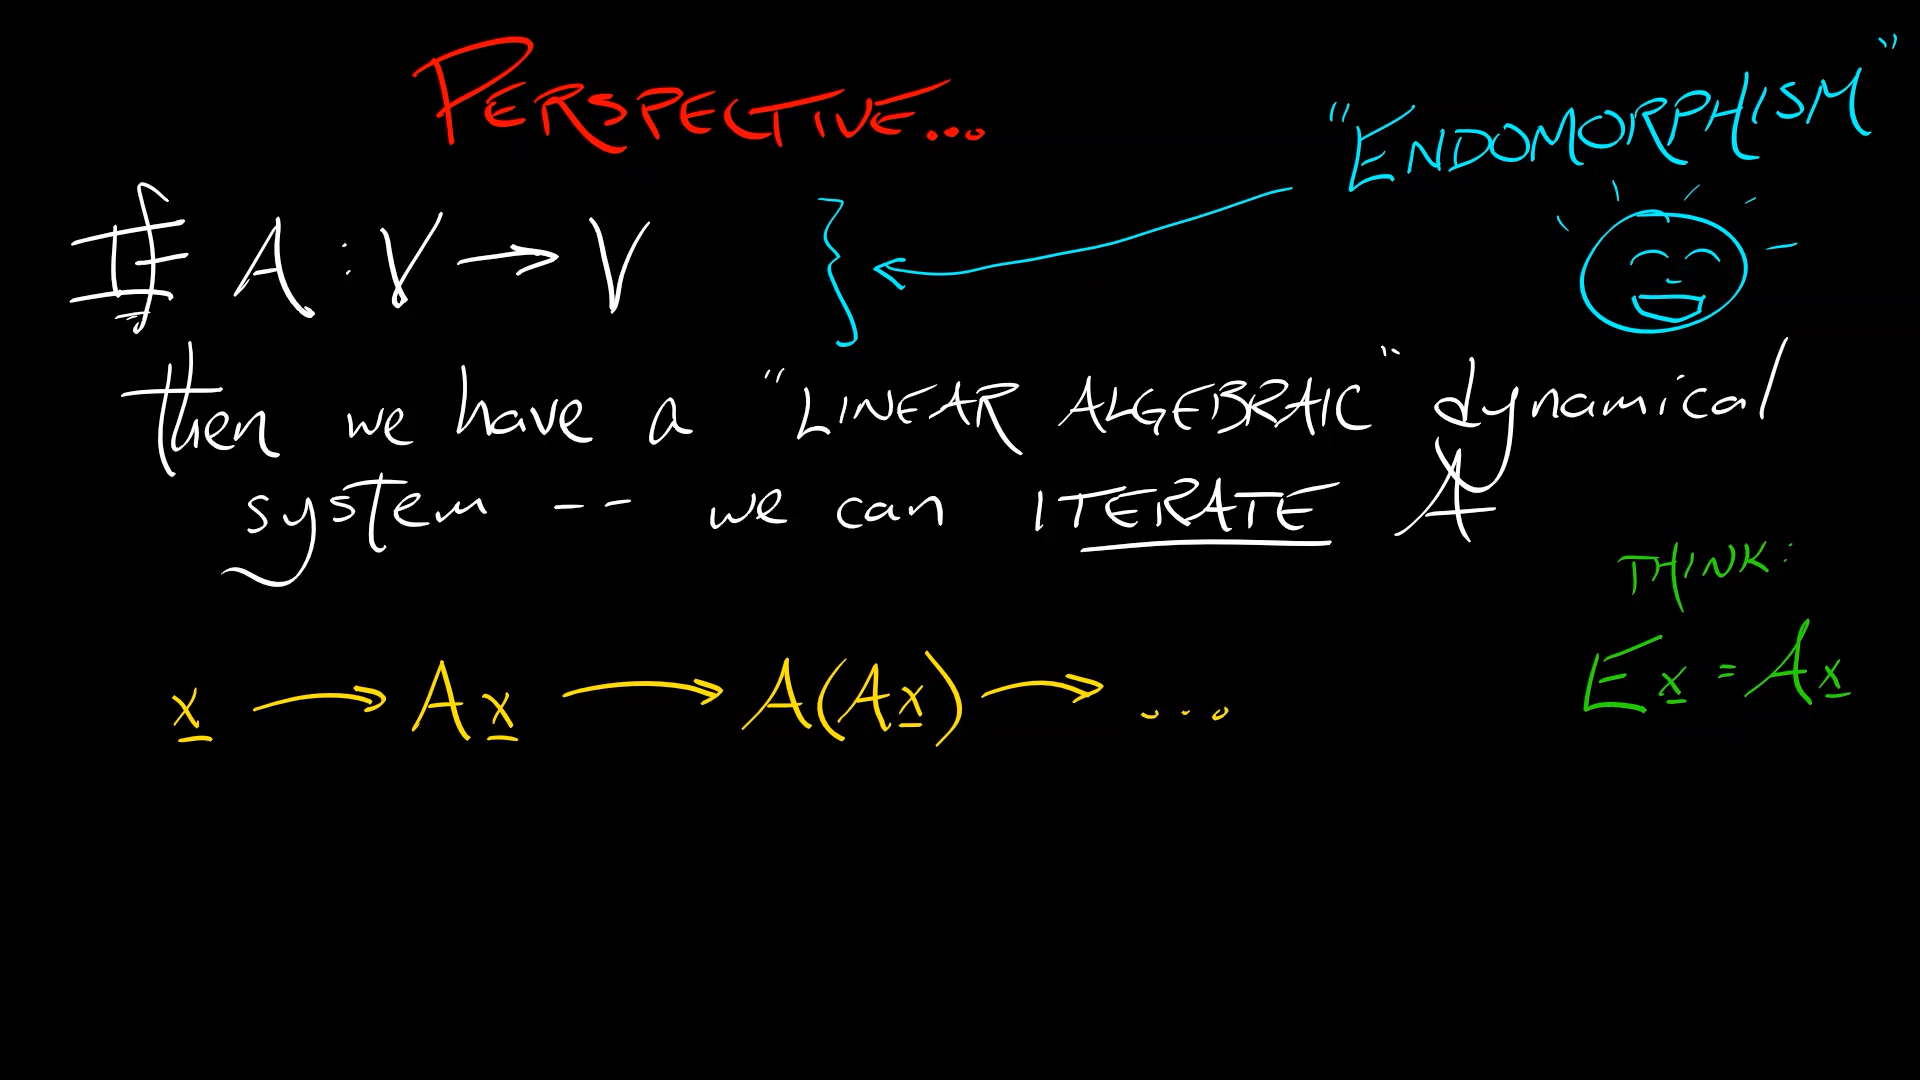 PERSPECTIVE...
"ENDOMORPHISM"
If A : V → V
then we have a "LINEAR ALGEBRAIC" dynamical
system -- we can ITERATE A
THINK:
Ex = Ax
x → Ax → A(Ax) → ...